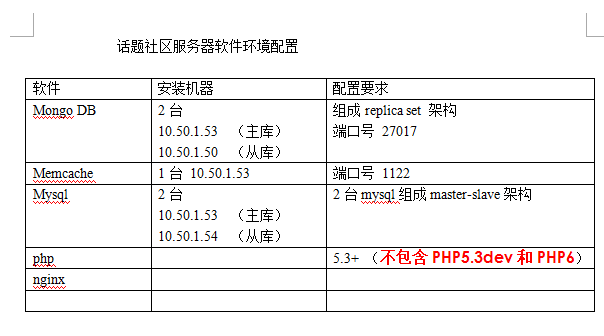 话题社区服务器软件环境配置
软件 安装机器 配置要求
Mongo DB 2 台 组成 replica set 架构
10.50.1.53 （主库） 端口号 27017
10.50.1.50 （从库）
Memcache 1 台 10.50.1.53 端口号 1122
Mysql 2 台 2 台 mysql 组成 master-slave 架构
10.50.1.53 （主库）
10.50.1.54 （从库）
php 5.3+ （不包含 PHP5.3dev 和 PHP6）
nginx